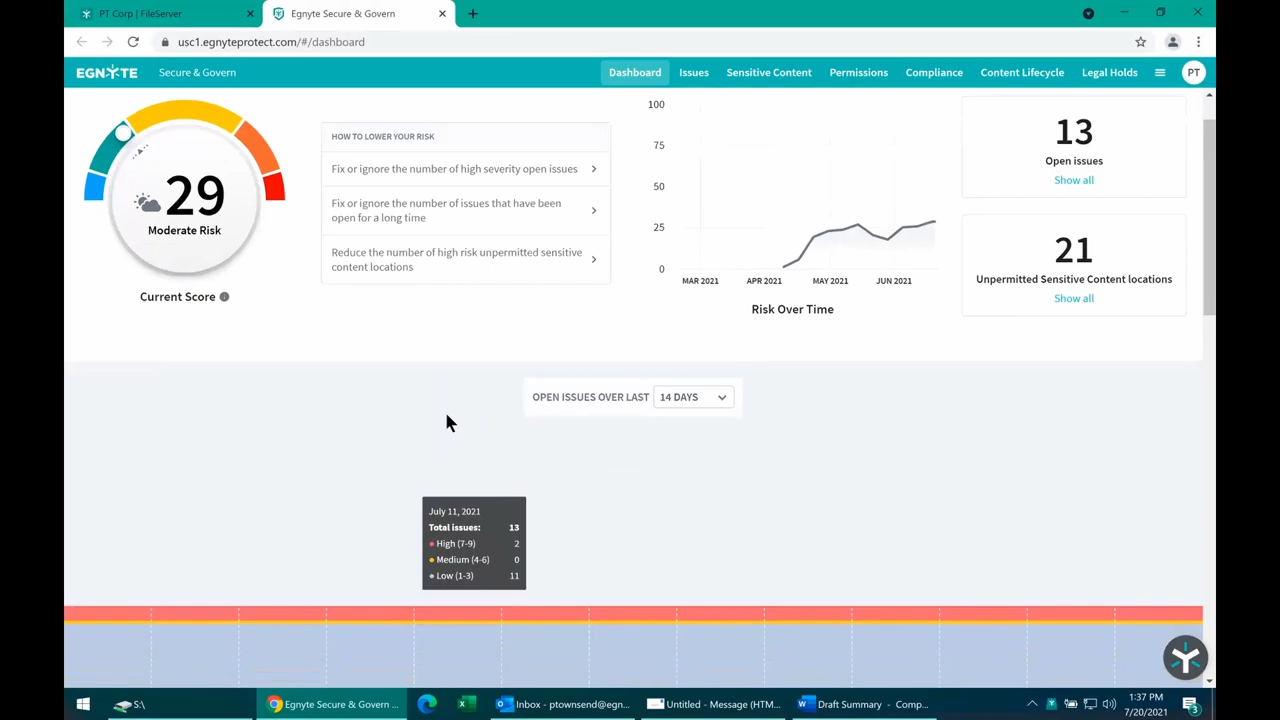 PT Corp | FileServer
Egnyte Secure & Govern
usc1.egnyteprotect.com/#/dashboard
EGNYTE
Secure & Govern
Dashboard
Issues
Sensitive Content
Permissions
Compliance
Content Lifecycle
Legal Holds
PT
29
Moderate Risk
Current Score
HOW TO LOWER YOUR RISK
Fix or ignore the number of high severity open issues
Fix or ignore the number of issues that have been
open for a long time
Reduce the number of high risk unpermitted sensitive
content locations
100
75
50
25
0
MAR 2021
APR 2021
MAY 2021
JUN 2021
Risk Over Time
13
Open issues
Show all
21
Unpermitted Sensitive Content locations
Show all
OPEN ISSUES OVER LAST
14 DAYS
July 11, 2021
Total issues: 13
High (7-9) 2
Medium (4-6) 0
Low (1-3) 11
S:\
Egnyte Secure & Govern ...
Inbox - ptownsend@egn...
Untitled - Message (HTM...
Draft Summary - Comp...
1:37 PM
7/20/2021
3